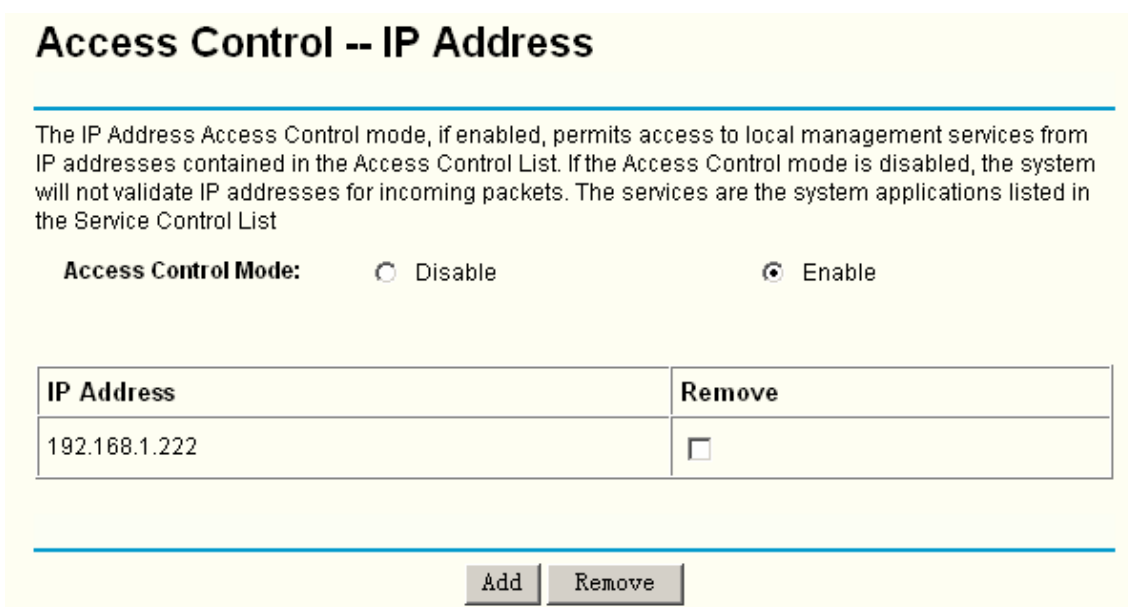 Access Control -- IP Address
The IP Address Access Control mode, if enabled, permits access to local management services from
IP addresses contained in the Access Control List. If the Access Control mode is disabled, the system
will not validate IP addresses for incoming packets. The services are the system applications listed in
the Service Control List
Access Control Mode: Disable Enable
IP Address Remove
192.168.1.222
Add Remove